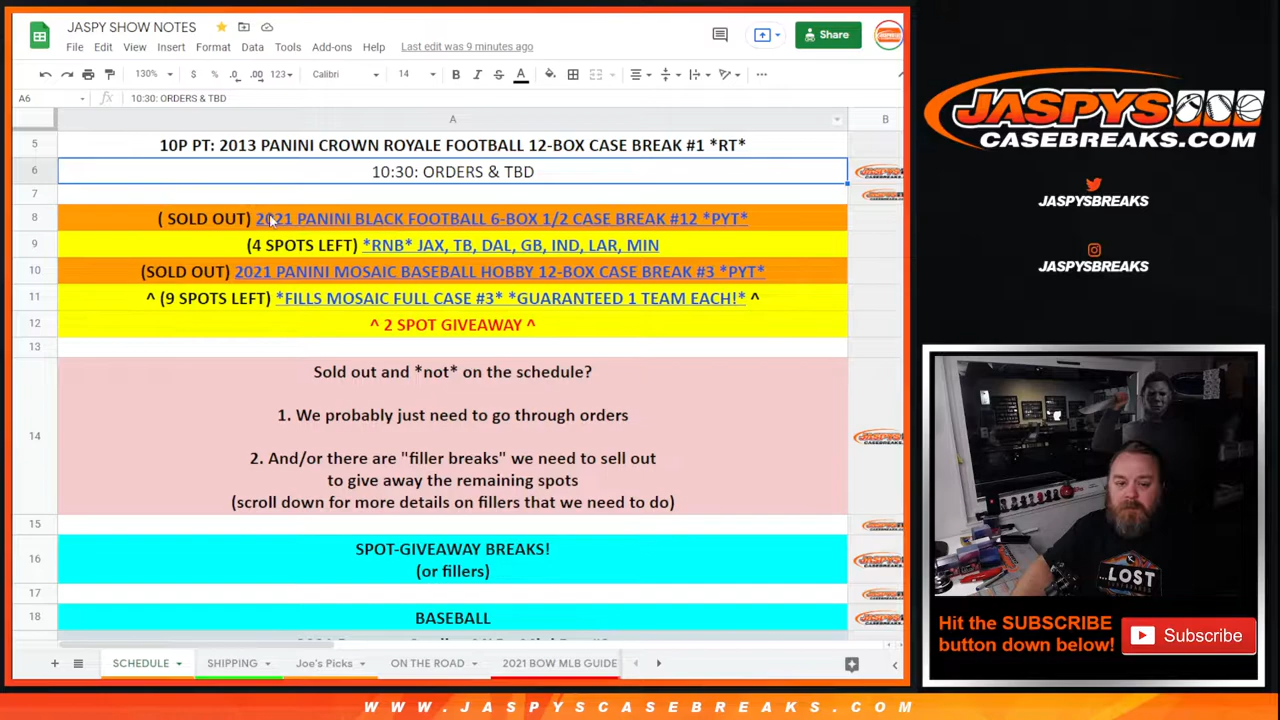 JASPY SHOW NOTES
File Edit View Insert Format Data Tools Add-ons Help Last edit was 9 minutes ago
Share
130% $ % .0 .00 123 Calibri 14 B I S A
A6 fx 10:30: ORDERS & TBD
A B
5 10P PT: 2013 PANINI CROWN ROYALE FOOTBALL 12-BOX CASE BREAK #1 *RT*
6 10:30: ORDERS & TBD
7
8 ( SOLD OUT) 2021 PANINI BLACK FOOTBALL 6-BOX 1/2 CASE BREAK #12 *PYT*
9 (4 SPOTS LEFT) *RNB* JAX, TB, DAL, GB, IND, LAR, MIN
10 (SOLD OUT) 2021 PANINI MOSAIC BASEBALL HOBBY 12-BOX CASE BREAK #3 *PYT*
11 ^ (9 SPOTS LEFT) *FILLS MOSAIC FULL CASE #3* *GUARANTEED 1 TEAM EACH!* ^
12 ^ 2 SPOT GIVEAWAY ^
13
Sold out and *not* on the schedule?
1. We probably just need to go through orders
14
2. And/or there are "filler breaks" we need to sell out
to give away the remaining spots
(scroll down for more details on fillers that we need to do)
15
16 SPOT-GIVEAWAY BREAKS!
(or fillers)
17
18 BASEBALL
SCHEDULE SHIPPING Joe's Picks ON THE ROAD 2021 BOW MLB GUIDE
JASPYS
CASEBREAKS.COM
JASPYSBREAKS
JASPYSBREAKS
...LOST
Hit the SUBSCRIBE
button down below!
Subscribe
WWW.JASPYSCASEBREAKS.COM